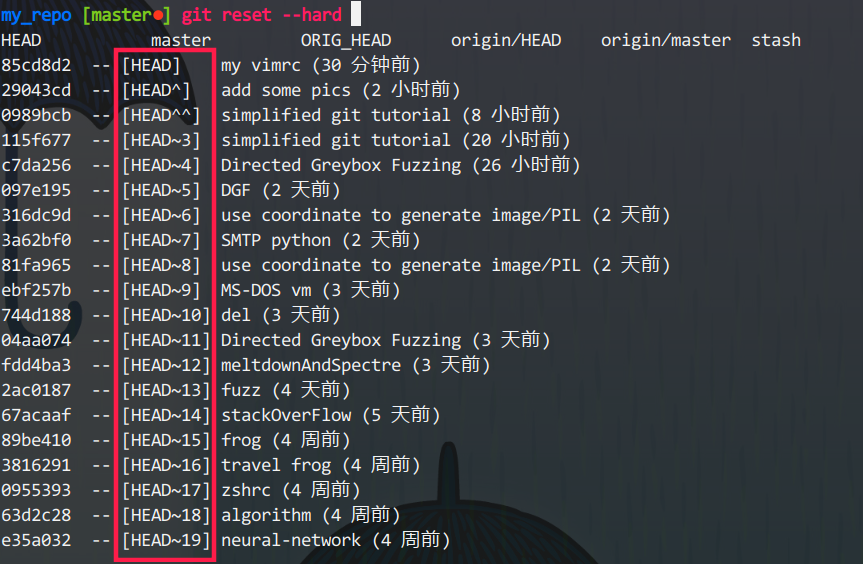 my_repo [master●] git reset --hard
HEAD master ORIG_HEAD origin/HEAD origin/master stash
85cd8d2 -- [HEAD] my vimrc (30 分钟前)
29043cd -- [HEAD^] add some pics (2 小时前)
0989bcb -- [HEAD^^] simplified git tutorial (8 小时前)
115f677 -- [HEAD~3] simplified git tutorial (20 小时前)
c7da256 -- [HEAD~4] Directed Greybox Fuzzing (26 小时前)
097e195 -- [HEAD~5] DGF (2 天前)
316dc9d -- [HEAD~6] use coordinate to generate image/PIL (2 天前)
3a62bf0 -- [HEAD~7] SMTP python (2 天前)
81fa965 -- [HEAD~8] use coordinate to generate image/PIL (2 天前)
ebf257b -- [HEAD~9] MS-DOS vm (3 天前)
744d188 -- [HEAD~10] del (3 天前)
04aa074 -- [HEAD~11] Directed Greybox Fuzzing (3 天前)
fdd4ba3 -- [HEAD~12] meltdownAndSpectre (3 天前)
2ac0187 -- [HEAD~13] fuzz (4 天前)
67acaaf -- [HEAD~14] stackOverFlow (5 天前)
89be410 -- [HEAD~15] frog (4 周前)
3816291 -- [HEAD~16] travel frog (4 周前)
0955393 -- [HEAD~17] zshrc (4 周前)
63d2c28 -- [HEAD~18] algorithm (4 周前)
e35a032 -- [HEAD~19] neural-network (4 周前)